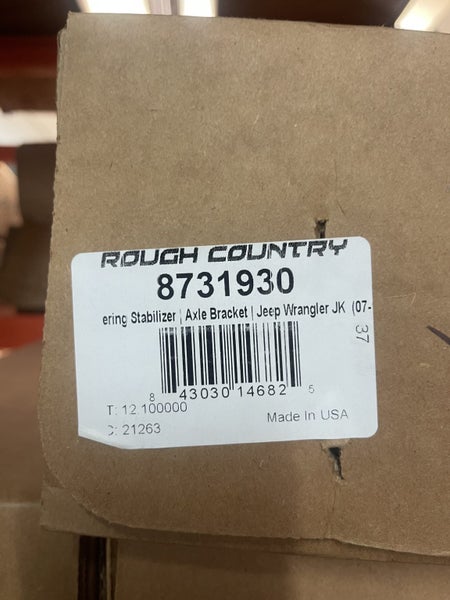 ROUGH COUNTRY
8731930
ering Stabilizer | Axle Bracket | Jeep Wrangler JK (07-
37
8 43030 14682 5
T: 12.100000
C: 21263
Made In USA